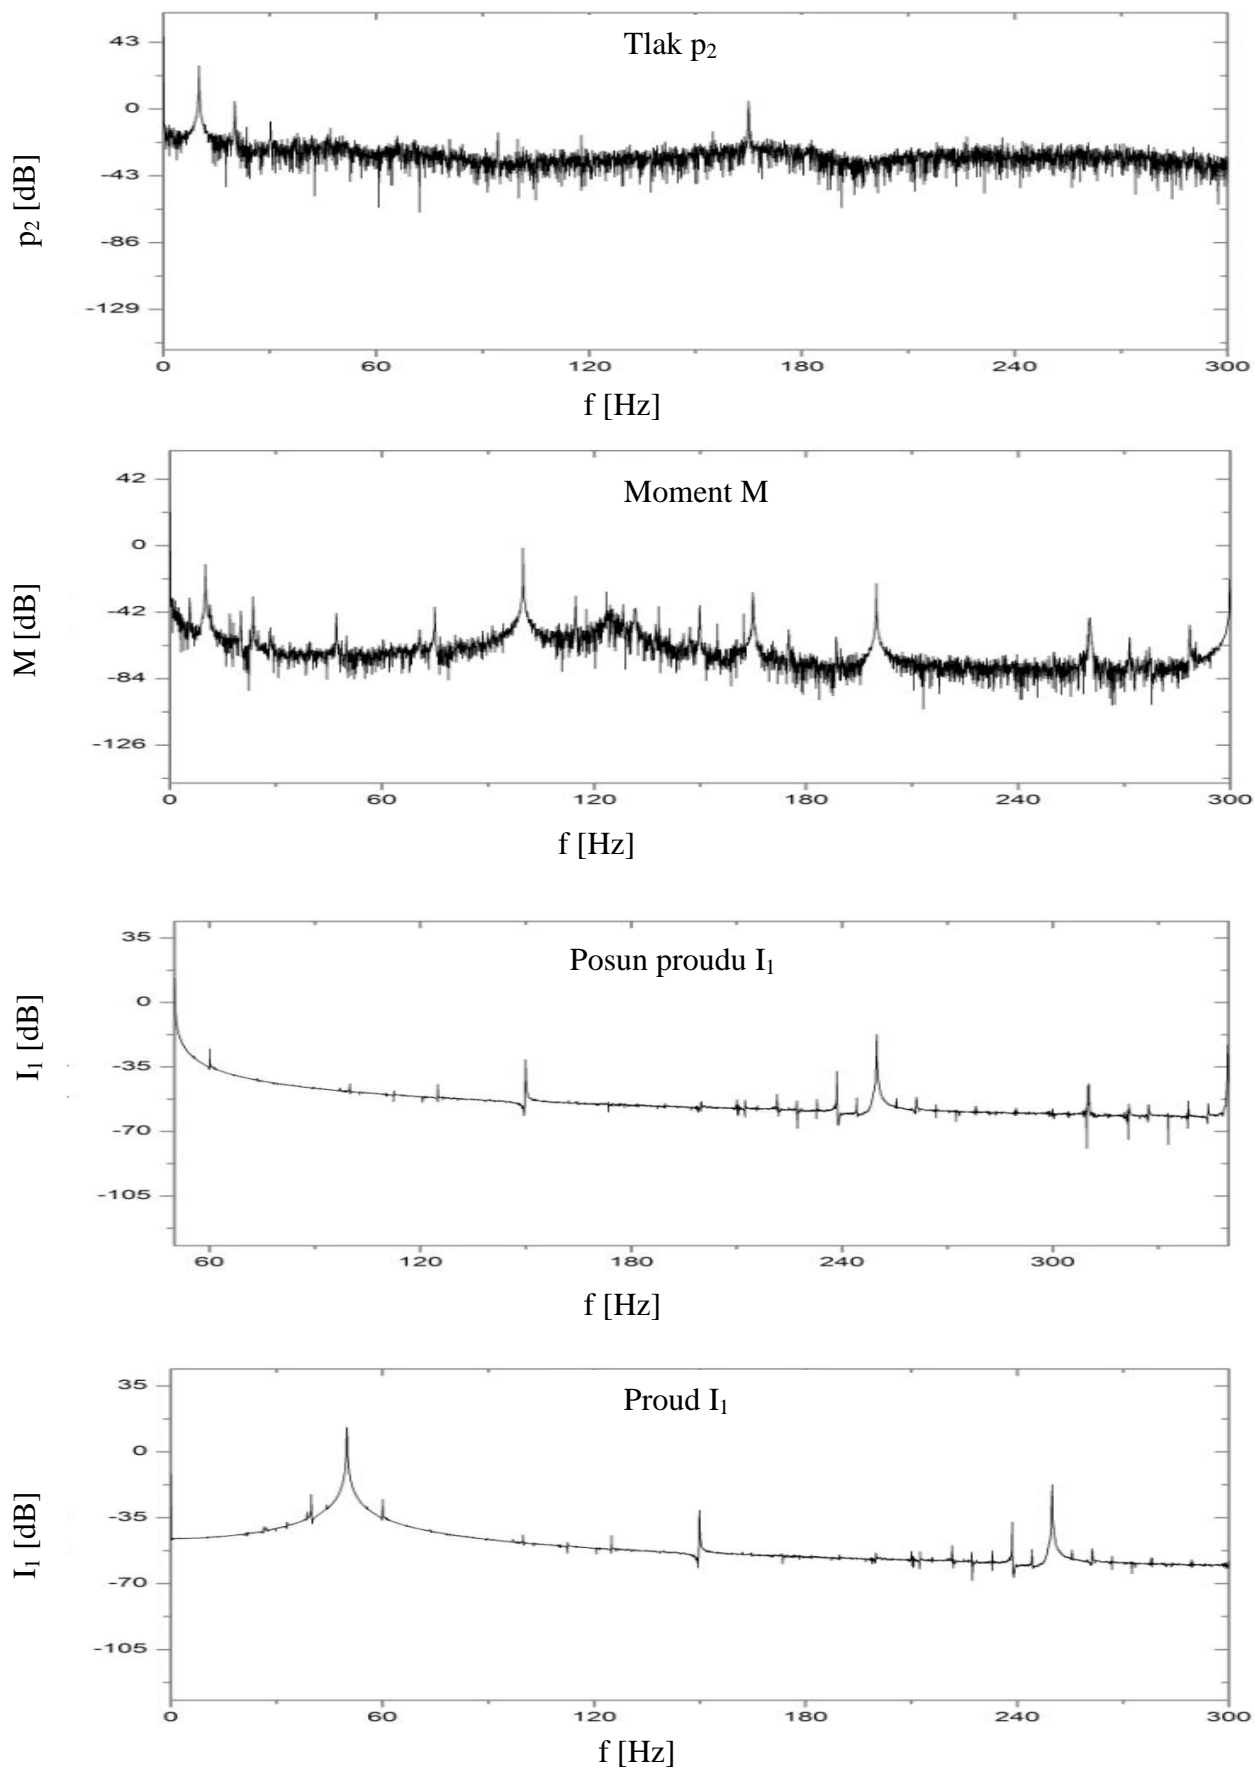 Tlak p₂
p₂ [dB]
43
0
-43
-86
-129
0 60 120 180 240 300
f [Hz]
Moment M
M [dB]
42
0
-42
-84
-126
0 60 120 180 240 300
f [Hz]
Posun proudu I₁
I₁ [dB]
35
0
-35
-70
-105
60 120 180 240 300
f [Hz]
Proud I₁
I₁ [dB]
35
0
-35
-70
-105
0 60 120 180 240 300
f [Hz]